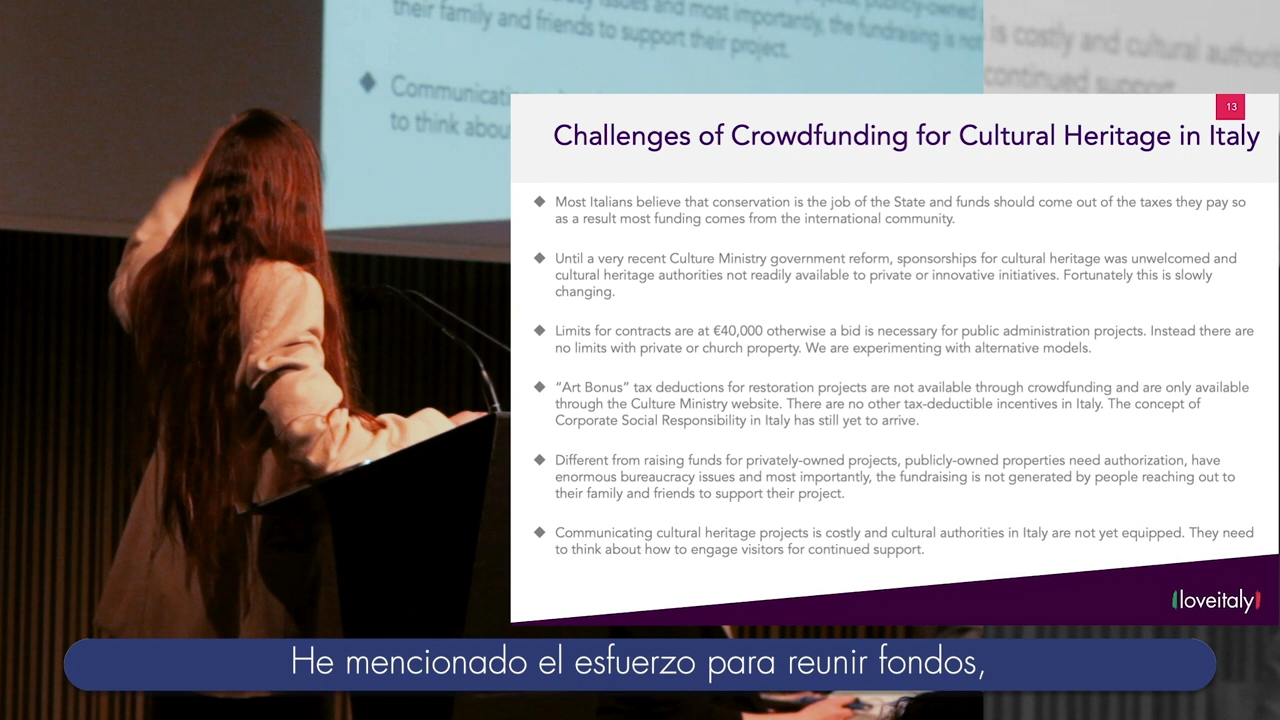 issues and most importantly, the fundraising is not
their family and friends to support their project.
is costly and cultural authori
continued support
Communicati
to think abou
13
Challenges of Crowdfunding for Cultural Heritage in Italy
Most Italians believe that conservation is the job of the State and funds should come out of the taxes they pay so
as a result most funding comes from the international community.
Until a very recent Culture Ministry government reform, sponsorships for cultural heritage was unwelcomed and
cultural heritage authorities not readily available to private or innovative initiatives. Fortunately this is slowly
changing.
Limits for contracts are at €40,000 otherwise a bid is necessary for public administration projects. Instead there are
no limits with private or church property. We are experimenting with alternative models.
“Art Bonus” tax deductions for restoration projects are not available through crowdfunding and are only available
through the Culture Ministry website. There are no other tax-deductible incentives in Italy. The concept of
Corporate Social Responsibility in Italy has still yet to arrive.
Different from raising funds for privately-owned projects, publicly-owned properties need authorization, have
enormous bureaucracy issues and most importantly, the fundraising is not generated by people reaching out to
their family and friends to support their project.
Communicating cultural heritage projects is costly and cultural authorities in Italy are not yet equipped. They need
to think about how to engage visitors for continued support.
loveitaly
He mencionado el esfuerzo para reunir fondos,